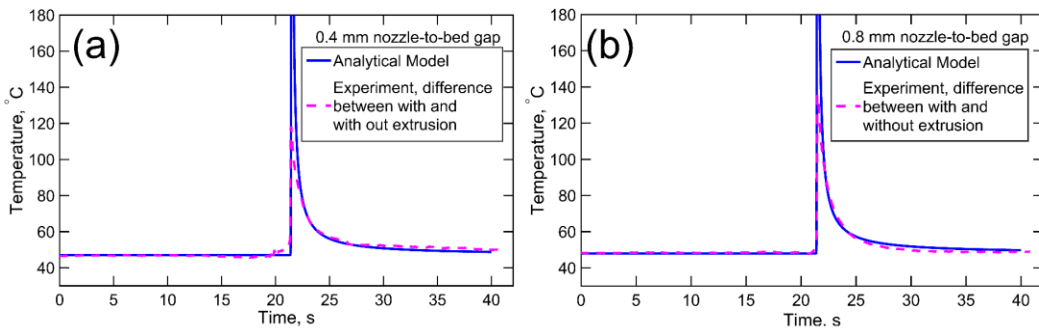 (a)
0.4 mm nozzle-to-bed gap
Analytical Model
Experiment, difference
between with and
with out extrusion
Temperature, °C
180
160
140
120
100
80
60
40
0 5 10 15 20 25 30 35 40
Time, s
(b)
0.8 mm nozzle-to-bed gap
Analytical Model
Experiment, difference
between with and
without extrusion
Temperature, °C
180
160
140
120
100
80
60
40
0 5 10 15 20 25 30 35 40
Time, s